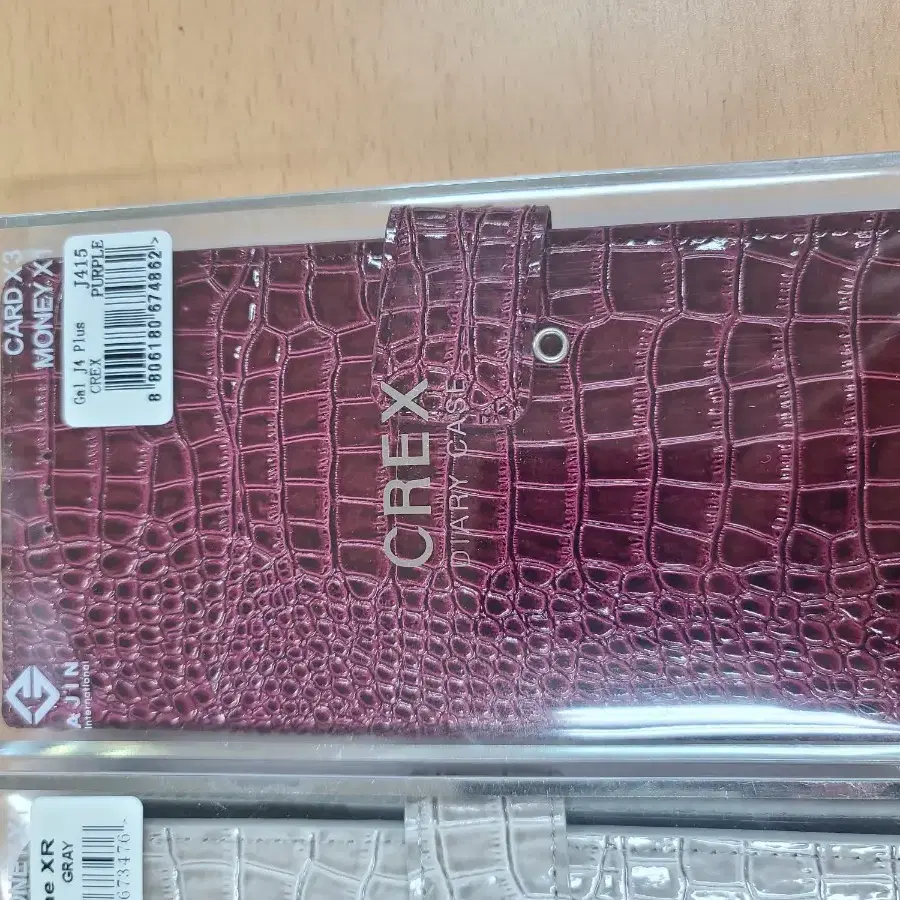 CARD X 3
MONEY X 1
Gal J4 Plus J415
CREX PURPLE
8 806180 674862>
CREX
DIARY CASE
AJIN
International
ne XR
GRAY
673476